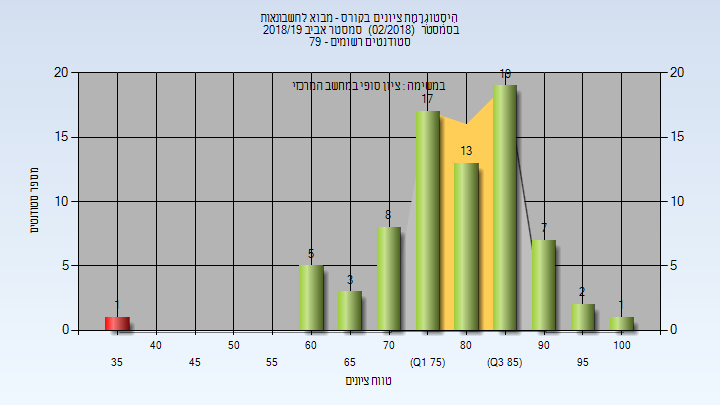 היסטוגרמת ציונים בקורס - מבוא לחשבונאות
בסמסטר (02/2018) סמסטר אביב 2018/19
סטודנטים רשומים - 79
במשימה : ציון סופי במחשב המרכזי
מספר סטודנטים
20
15
10
5
0
20
15
10
5
0
1
5
3
8
17
13
19
7
2
1
40 50 60 70 80 90 100
35 45 55 65 (Q1 75) (Q3 85) 95
טווח ציונים